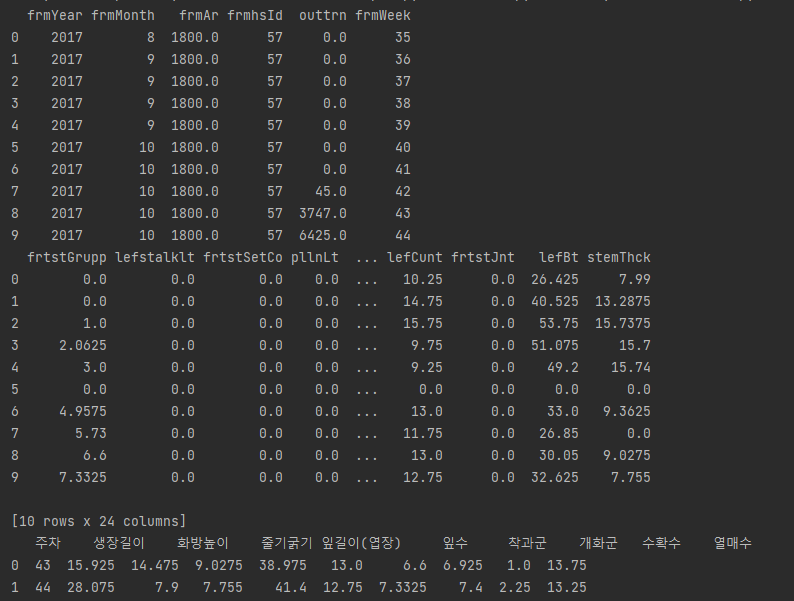 frmYear frmMonth frmAr frmhsId outtrn frmWeek
0 2017 8 1800.0 57 0.0 35
1 2017 9 1800.0 57 0.0 36
2 2017 9 1800.0 57 0.0 37
3 2017 9 1800.0 57 0.0 38
4 2017 9 1800.0 57 0.0 39
5 2017 10 1800.0 57 0.0 40
6 2017 10 1800.0 57 0.0 41
7 2017 10 1800.0 57 45.0 42
8 2017 10 1800.0 57 3747.0 43
9 2017 10 1800.0 57 6425.0 44
frtstGrupp lefstalklt frtstSetCo pllnLt ... lefCunt frtstJnt lefBt stemThck
0 0.0 0.0 0.0 0.0 ... 10.25 0.0 26.425 7.99
1 0.0 0.0 0.0 0.0 ... 14.75 0.0 40.525 13.2875
2 1.0 0.0 0.0 0.0 ... 15.75 0.0 53.75 15.7375
3 2.0625 0.0 0.0 0.0 ... 9.75 0.0 51.075 15.7
4 3.0 0.0 0.0 0.0 ... 9.25 0.0 49.2 15.74
5 0.0 0.0 0.0 0.0 ... 0.0 0.0 0.0 0.0
6 4.9575 0.0 0.0 0.0 ... 13.0 0.0 33.0 9.3625
7 5.73 0.0 0.0 0.0 ... 11.75 0.0 26.85 0.0
8 6.6 0.0 0.0 0.0 ... 13.0 0.0 30.05 9.0275
9 7.3325 0.0 0.0 0.0 ... 12.75 0.0 32.625 7.755
[10 rows x 24 columns]
주차 생장길이 화방높이 줄기굵기 잎길이(엽장) 잎수 착과군 개화군 수확수 열매수
0 43 15.925 14.475 9.0275 38.975 13.0 6.6 6.925 1.0 13.75
1 44 28.075 7.9 7.755 41.4 12.75 7.3325 7.4 2.25 13.25